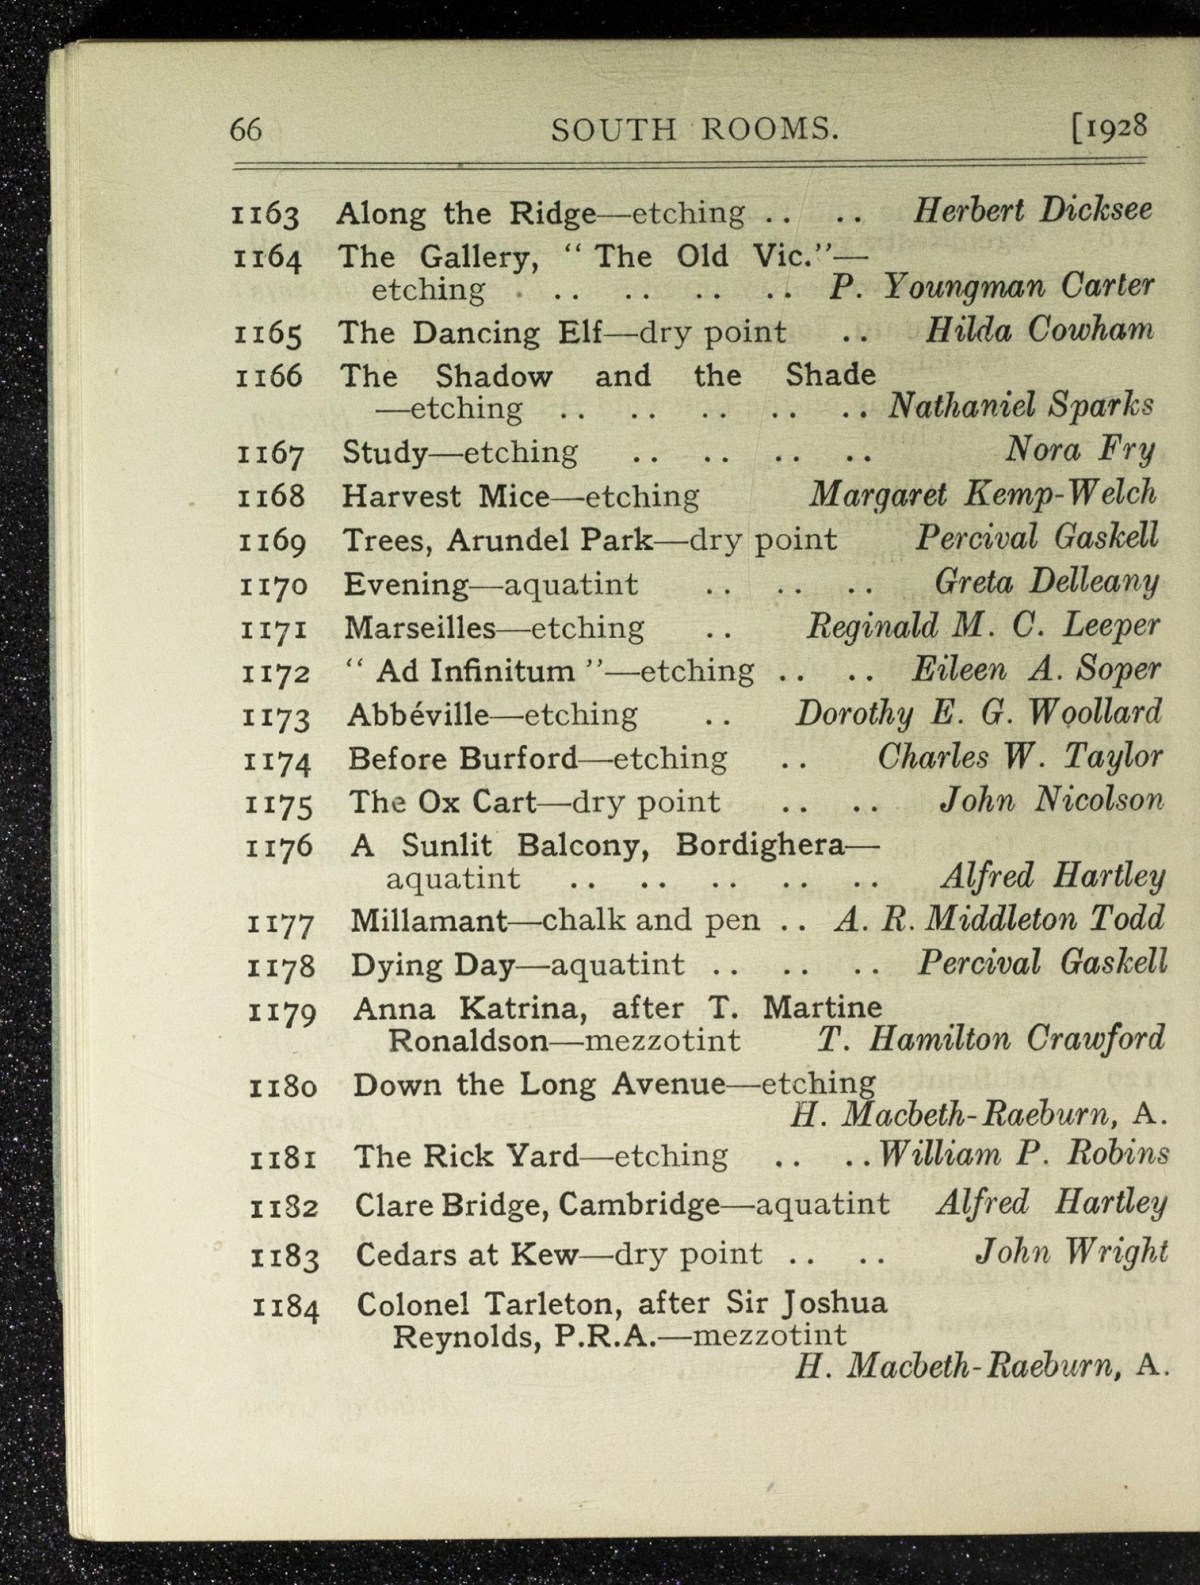 66 SOUTH ROOMS. [1928
1163 Along the Ridge—etching .. .. Herbert Dicksee
1164 The Gallery, “ The Old Vic.”—
etching .. .. .. .. P. Youngman Carter
1165 The Dancing Elf—dry point .. Hilda Cowham
1166 The Shadow and the Shade
—etching .. .. .. .. .. Nathaniel Sparks
1167 Study—etching .. .. .. .. Nora Fry
1168 Harvest Mice—etching Margaret Kemp-Welch
1169 Trees, Arundel Park—dry point Percival Gaskell
1170 Evening—aquatint .. .. .. Greta Delleany
1171 Marseilles—etching .. Reginald M. C. Leeper
1172 “ Ad Infinitum ”—etching .. .. Eileen A. Soper
1173 Abbéville—etching .. Dorothy E. G. Woollard
1174 Before Burford—etching .. Charles W. Taylor
1175 The Ox Cart—dry point .. .. John Nicolson
1176 A Sunlit Balcony, Bordighera—
aquatint .. .. .. .. .. Alfred Hartley
1177 Millamant—chalk and pen .. A. R. Middleton Todd
1178 Dying Day—aquatint .. .. .. Percival Gaskell
1179 Anna Katrina, after T. Martine
Ronaldson—mezzotint T. Hamilton Crawford
1180 Down the Long Avenue—etching
H. Macbeth-Raeburn, A.
1181 The Rick Yard—etching .. .. William P. Robins
1182 Clare Bridge, Cambridge—aquatint Alfred Hartley
1183 Cedars at Kew—dry point .. .. John Wright
1184 Colonel Tarleton, after Sir Joshua
Reynolds, P.R.A.—mezzotint
H. Macbeth-Raeburn, A.